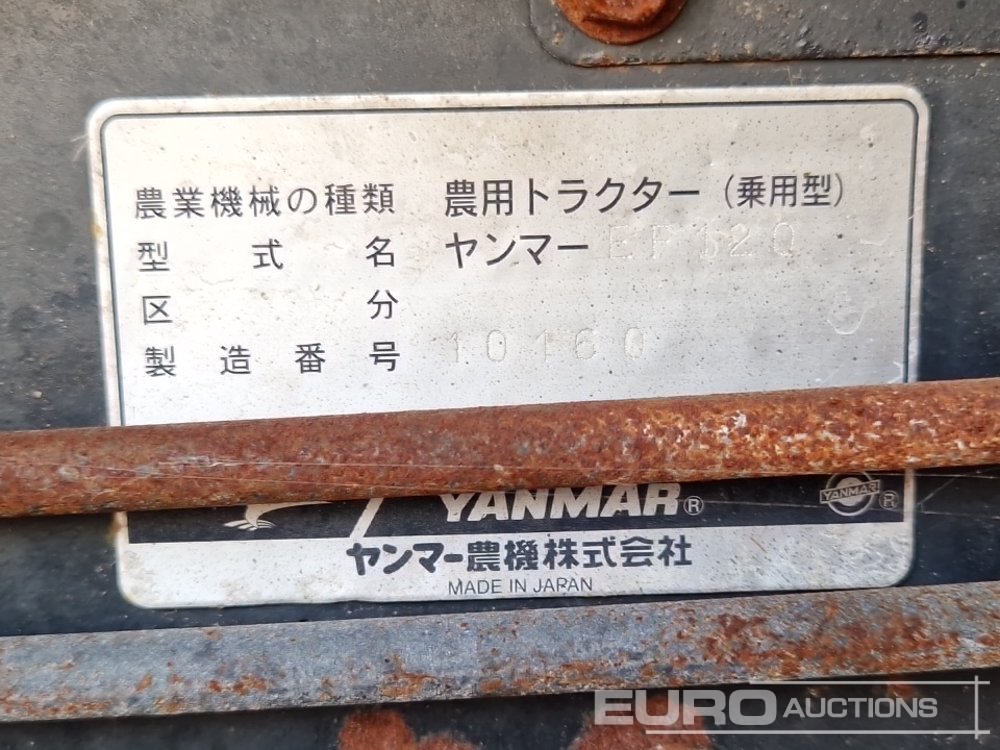 農業機械の種類 農用トラクター(乗用型)
型式名 ヤンマー EF120
区分
製造番号 10160
YANMAR®
YANMAR ®
ヤンマー農機株式会社
MADE IN JAPAN
EURO AUCTIONS